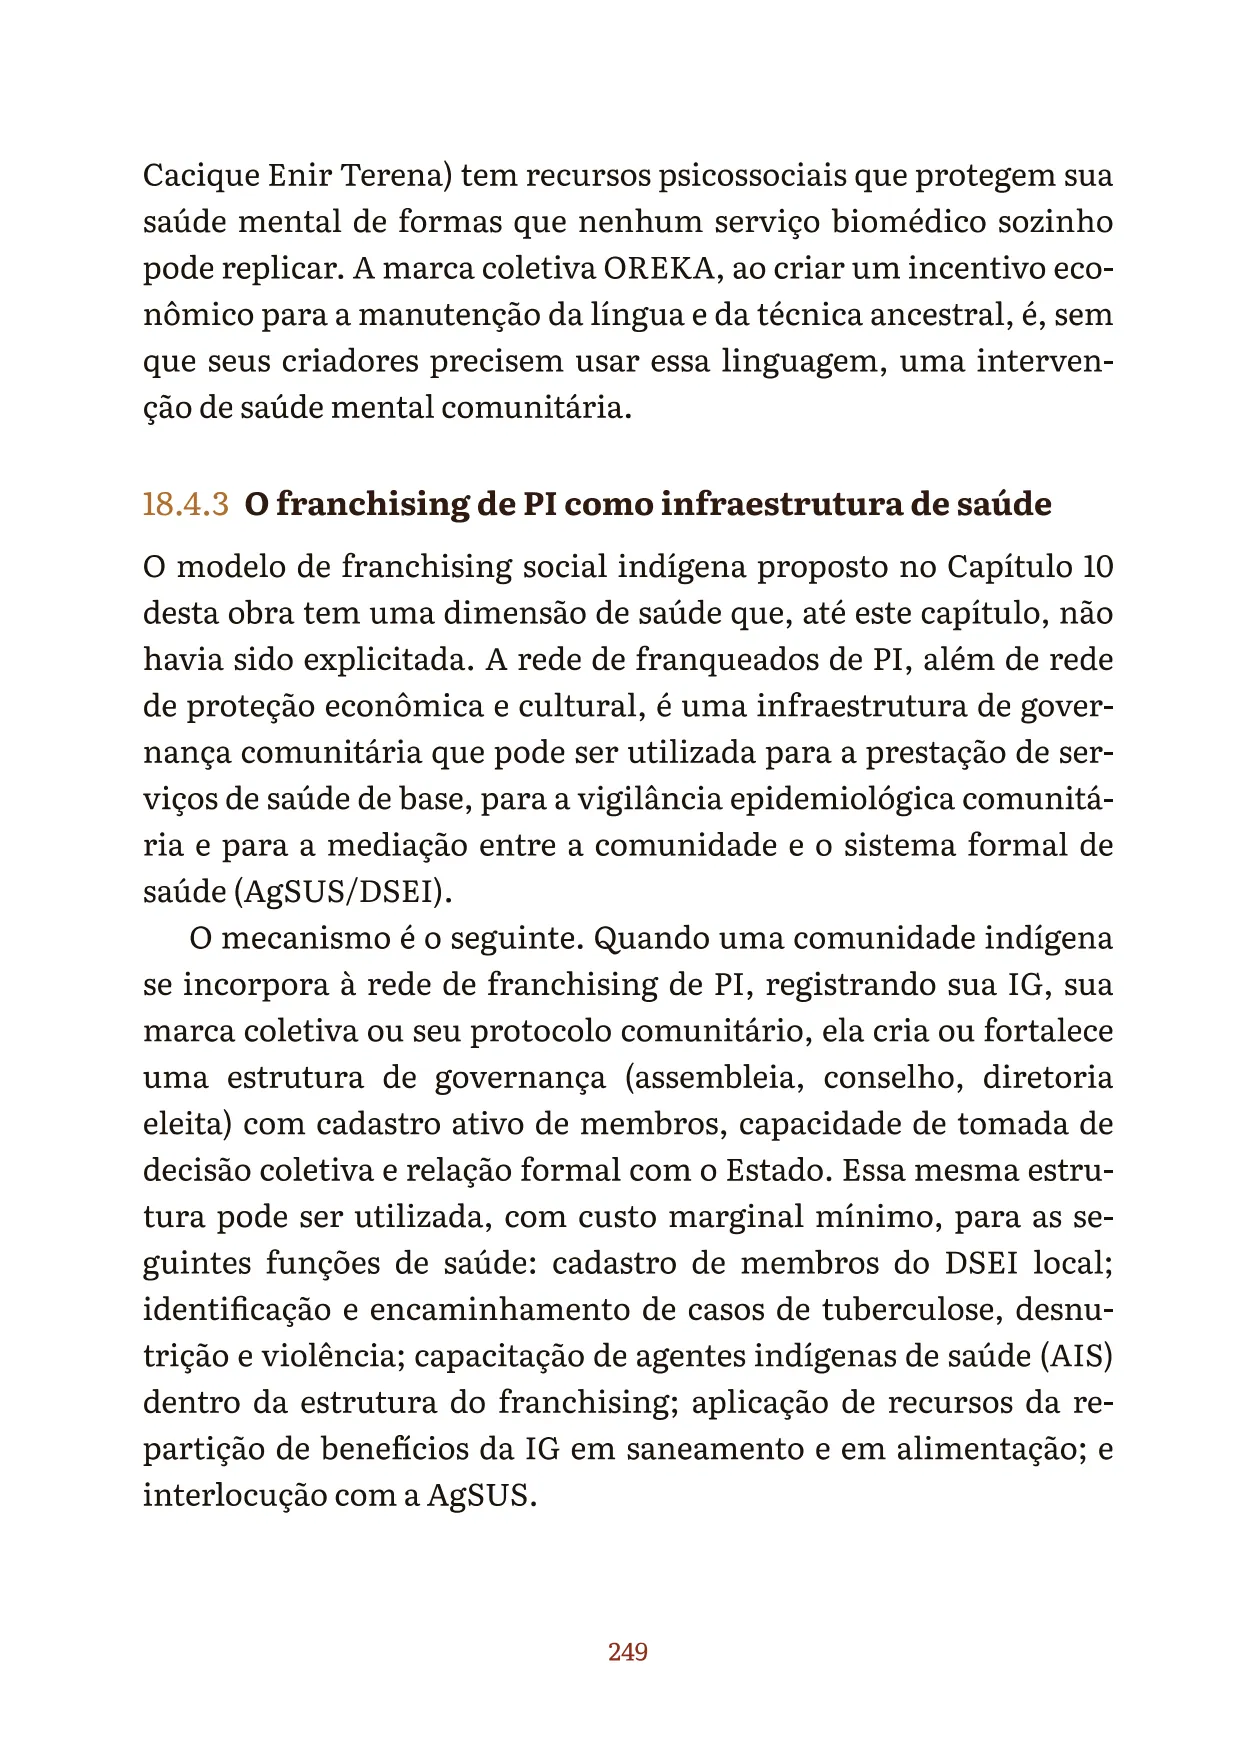 Cacique Enir Terena) tem recursos psicossociais que protegem sua
saúde mental de formas que nenhum serviço biomédico sozinho
pode replicar. A marca coletiva OREKA, ao criar um incentivo eco-
nômico para a manutenção da língua e da técnica ancestral, é, sem
que seus criadores precisem usar essa linguagem, uma interven-
ção de saúde mental comunitária.
18.4.3 O franchising de PI como infraestrutura de saúde
O modelo de franchising social indígena proposto no Capítulo 10
desta obra tem uma dimensão de saúde que, até este capítulo, não
havia sido explicitada. A rede de franqueados de PI, além de rede
de proteção econômica e cultural, é uma infraestrutura de gover-
nança comunitária que pode ser utilizada para a prestação de ser-
viços de saúde de base, para a vigilância epidemiológica comunitá-
ria e para a mediação entre a comunidade e o sistema formal de
saúde (AgSUS/DSEI).
O mecanismo é o seguinte. Quando uma comunidade indígena
se incorpora à rede de franchising de PI, registrando sua IG, sua
marca coletiva ou seu protocolo comunitário, ela cria ou fortalece
uma estrutura de governança (assembleia, conselho, diretoria
eleita) com cadastro ativo de membros, capacidade de tomada de
decisão coletiva e relação formal com o Estado. Essa mesma estru-
tura pode ser utilizada, com custo marginal mínimo, para as se-
guintes funções de saúde: cadastro de membros do DSEI local;
identificação e encaminhamento de casos de tuberculose, desnu-
trição e violência; capacitação de agentes indígenas de saúde (AIS)
dentro da estrutura do franchising; aplicação de recursos da re-
partição de benefícios da IG em saneamento e em alimentação; e
interlocução com a AgSUS.
249